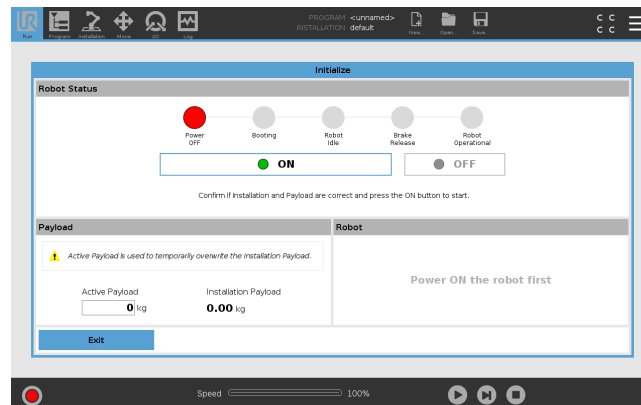 UR
PROGRAM <unnamed>
INSTALLATION default
Run Program Installation Move I/O Log New... Open... Save...
C C
C C
Initialize
Robot Status
Power OFF
Booting
Robot Idle
Brake Release
Robot Operational
ON
OFF
Confirm if Installation and Payload are correct and press the ON button to start.
Payload
Robot
Active Payload is used to temporarily overwrite the Installation Payload.
Active Payload
Installation Payload
0 kg
0.00 kg
Power ON the robot first
Exit
Speed 100%